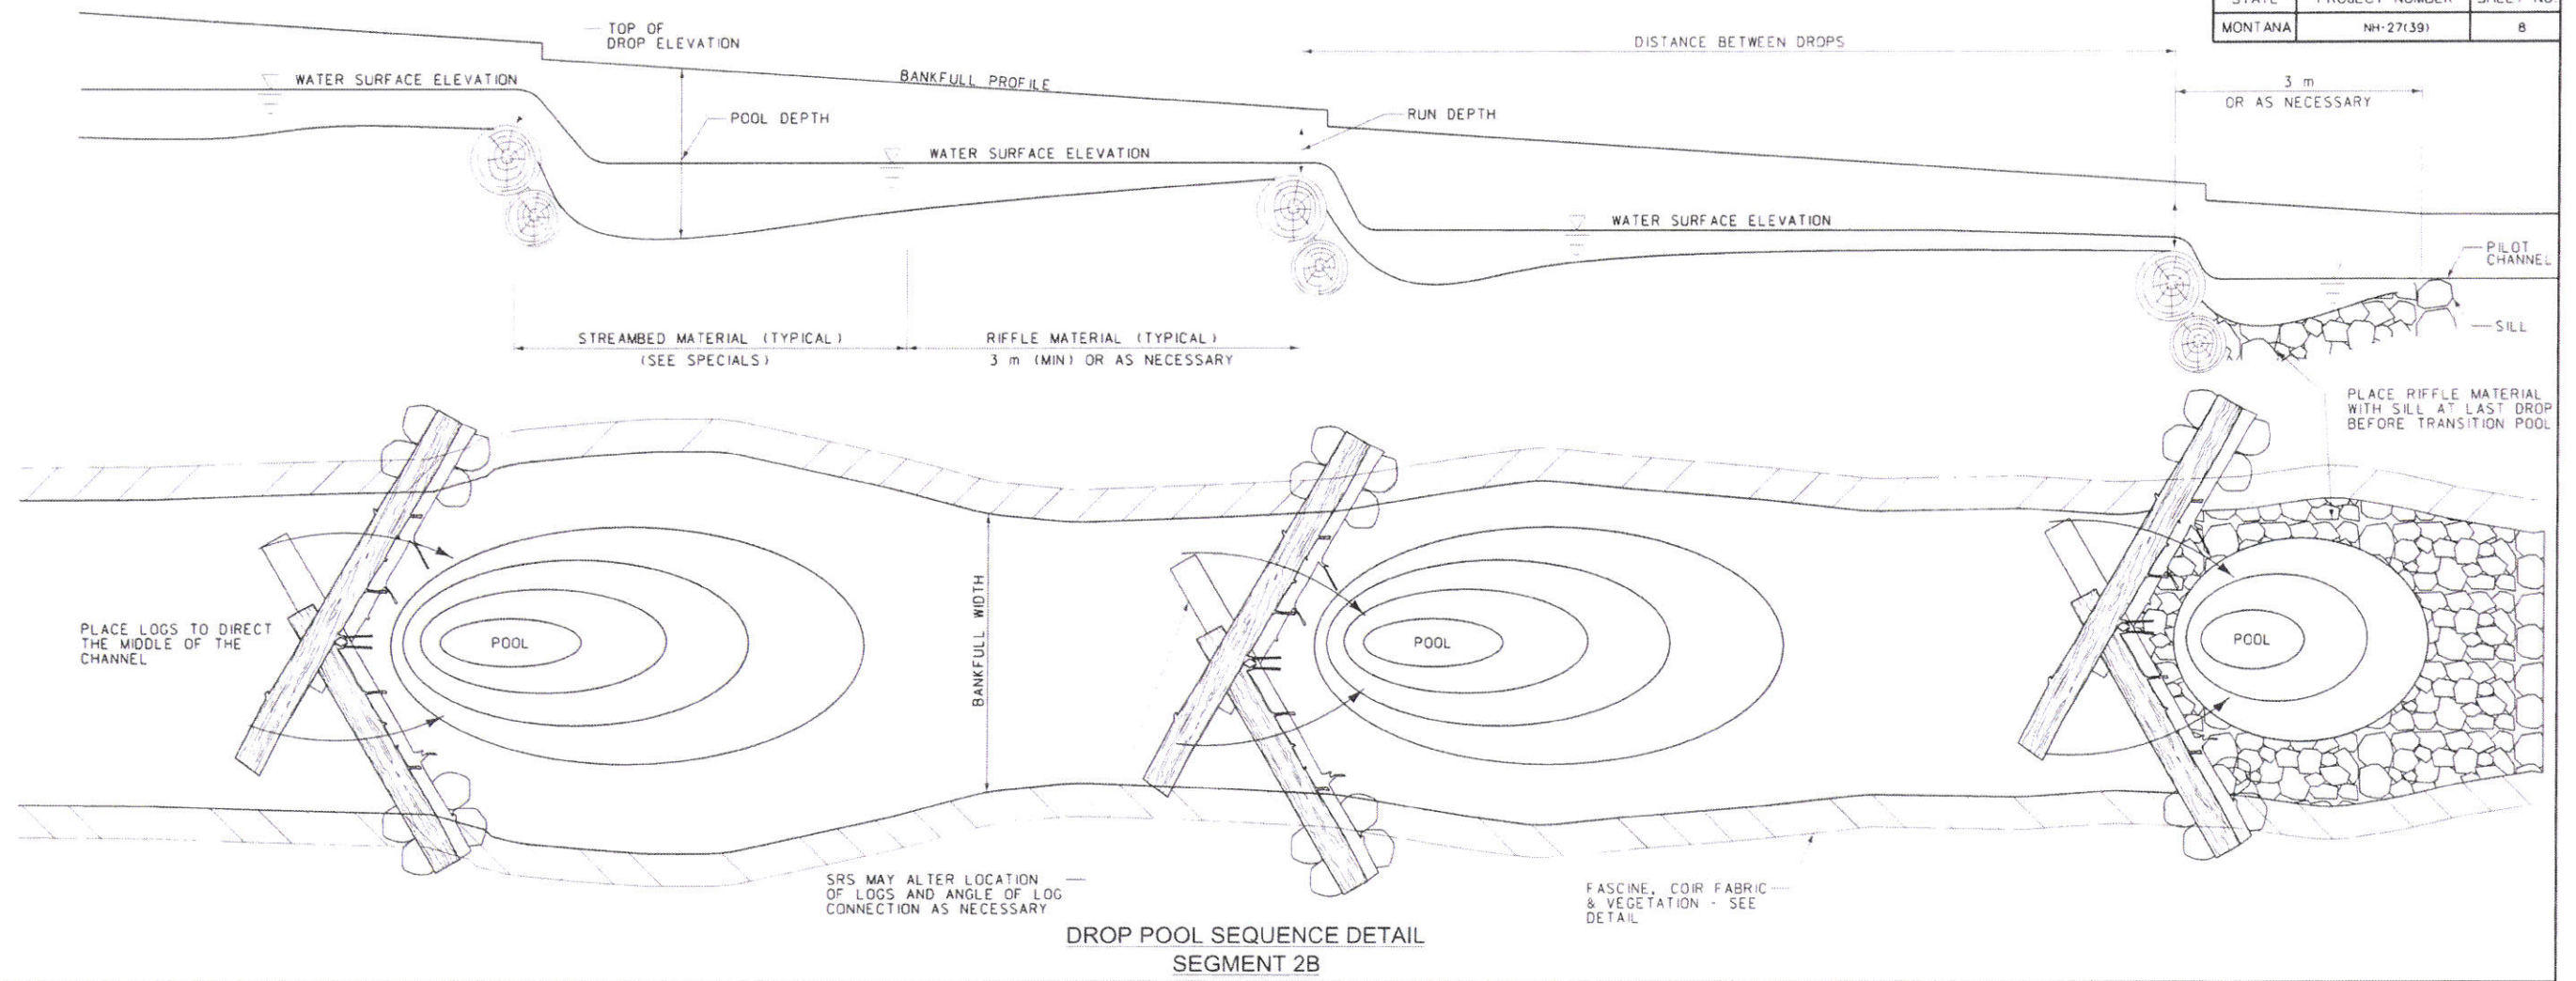 STATE PROJECT NUMBER SHEET NO.
MONTANA NH-27(39) 8
TOP OF
DROP ELEVATION
DISTANCE BETWEEN DROPS
WATER SURFACE ELEVATION
BANKFULL PROFILE
3 m
OR AS NECESSARY
POOL DEPTH
RUN DEPTH
WATER SURFACE ELEVATION
WATER SURFACE ELEVATION
PILOT
CHANNEL
SILL
STREAMBED MATERIAL (TYPICAL)
(SEE SPECIALS)
RIFFLE MATERIAL (TYPICAL)
3 m (MIN) OR AS NECESSARY
PLACE RIFFLE MATERIAL
WITH SILL AT LAST DROP
BEFORE TRANSITION POOL
PLACE LOGS TO DIRECT
THE MIDDLE OF THE
CHANNEL
POOL
BANKFULL WIDTH
POOL
POOL
SRS MAY ALTER LOCATION
OF LOGS AND ANGLE OF LOG
CONNECTION AS NECESSARY
FASCINE, COIR FABRIC
& VEGETATION - SEE
DETAIL
DROP POOL SEQUENCE DETAIL
SEGMENT 2B